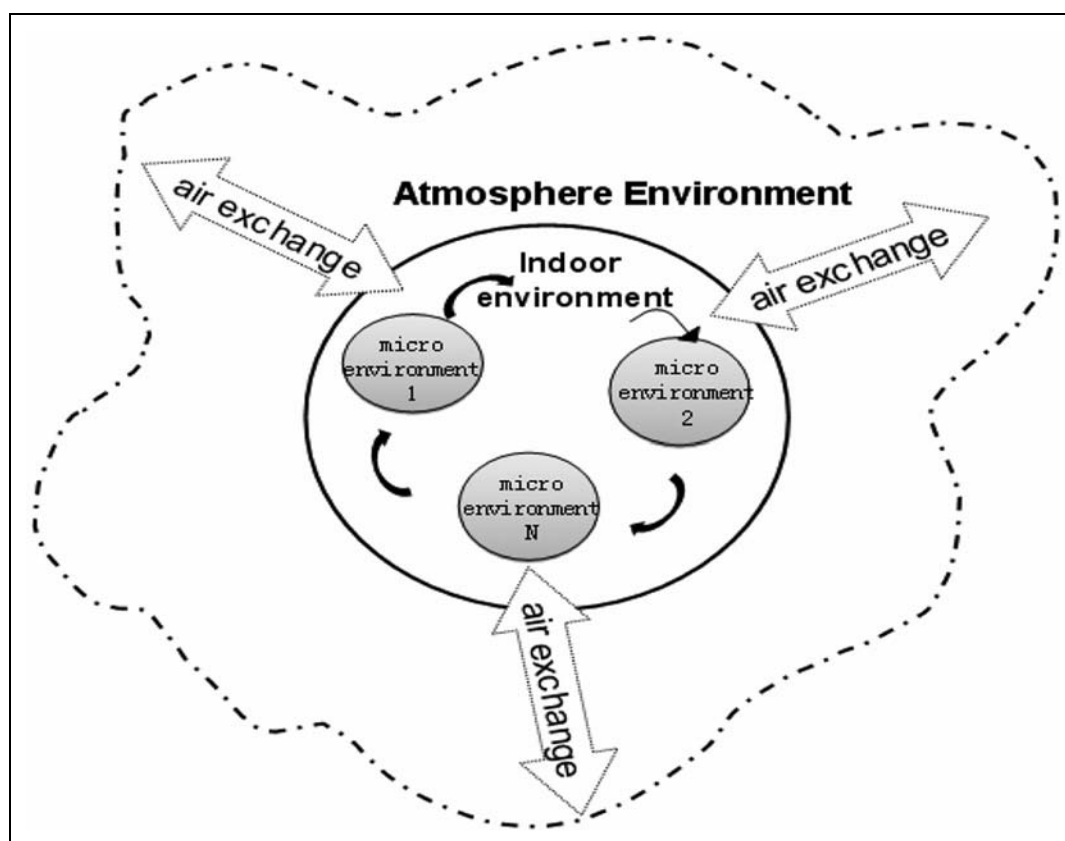 Atmosphere Environment
air exchange
air exchange
Indoor
environment
micro
environment
1
micro
environment
2
micro
environment
N
air exchange